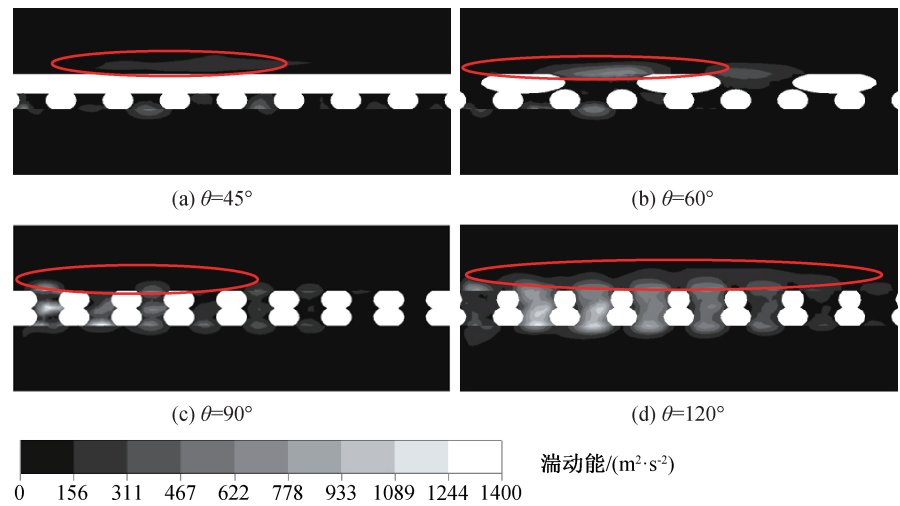 (a) θ=45°
(b) θ=60°
(c) θ=90°
(d) θ=120°
湍动能/(m²·s⁻²)
0 156 311 467 622 778 933 1089 1244 1400